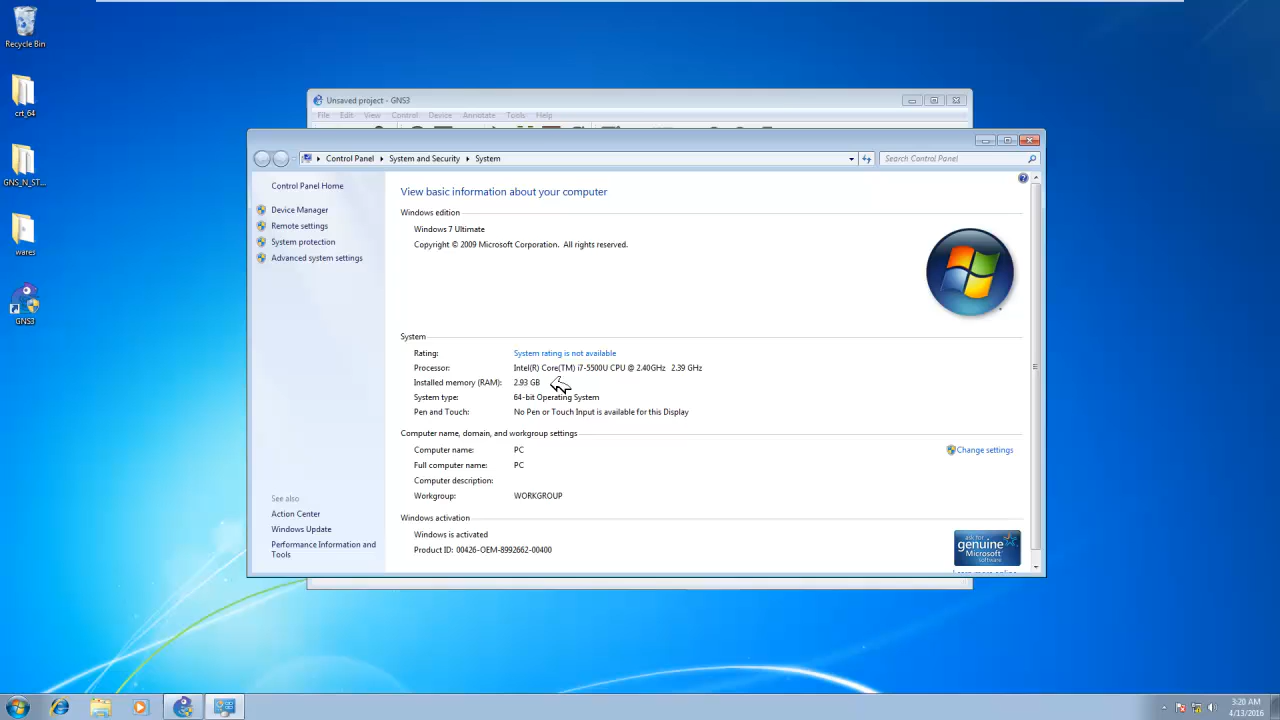 Recycle Bin
crt_64
GNS_N_ST...
wares
GNS3
Unsaved project - GNS3
File Edit View Control Device Annotate Tools Help
Control Panel System and Security System
Search Control Panel
Control Panel Home
Device Manager
Remote settings
System protection
Advanced system settings
See also
Action Center
Windows Update
Performance Information and
Tools
View basic information about your computer
Windows edition
Windows 7 Ultimate
Copyright © 2009 Microsoft Corporation. All rights reserved.
System
Rating: System rating is not available
Processor: Intel(R) Core(TM) i7-5500U CPU @ 2.40GHz 2.39 GHz
Installed memory (RAM): 2.93 GB
System type: 64-bit Operating System
Pen and Touch: No Pen or Touch Input is available for this Display
Computer name, domain, and workgroup settings
Computer name: PC
Change settings
Full computer name: PC
Computer description:
Workgroup: WORKGROUP
Windows activation
Windows is activated
Product ID: 00426-OEM-8992662-00400
ask for
genuine
Microsoft
software
3:20 AM
4/13/2016